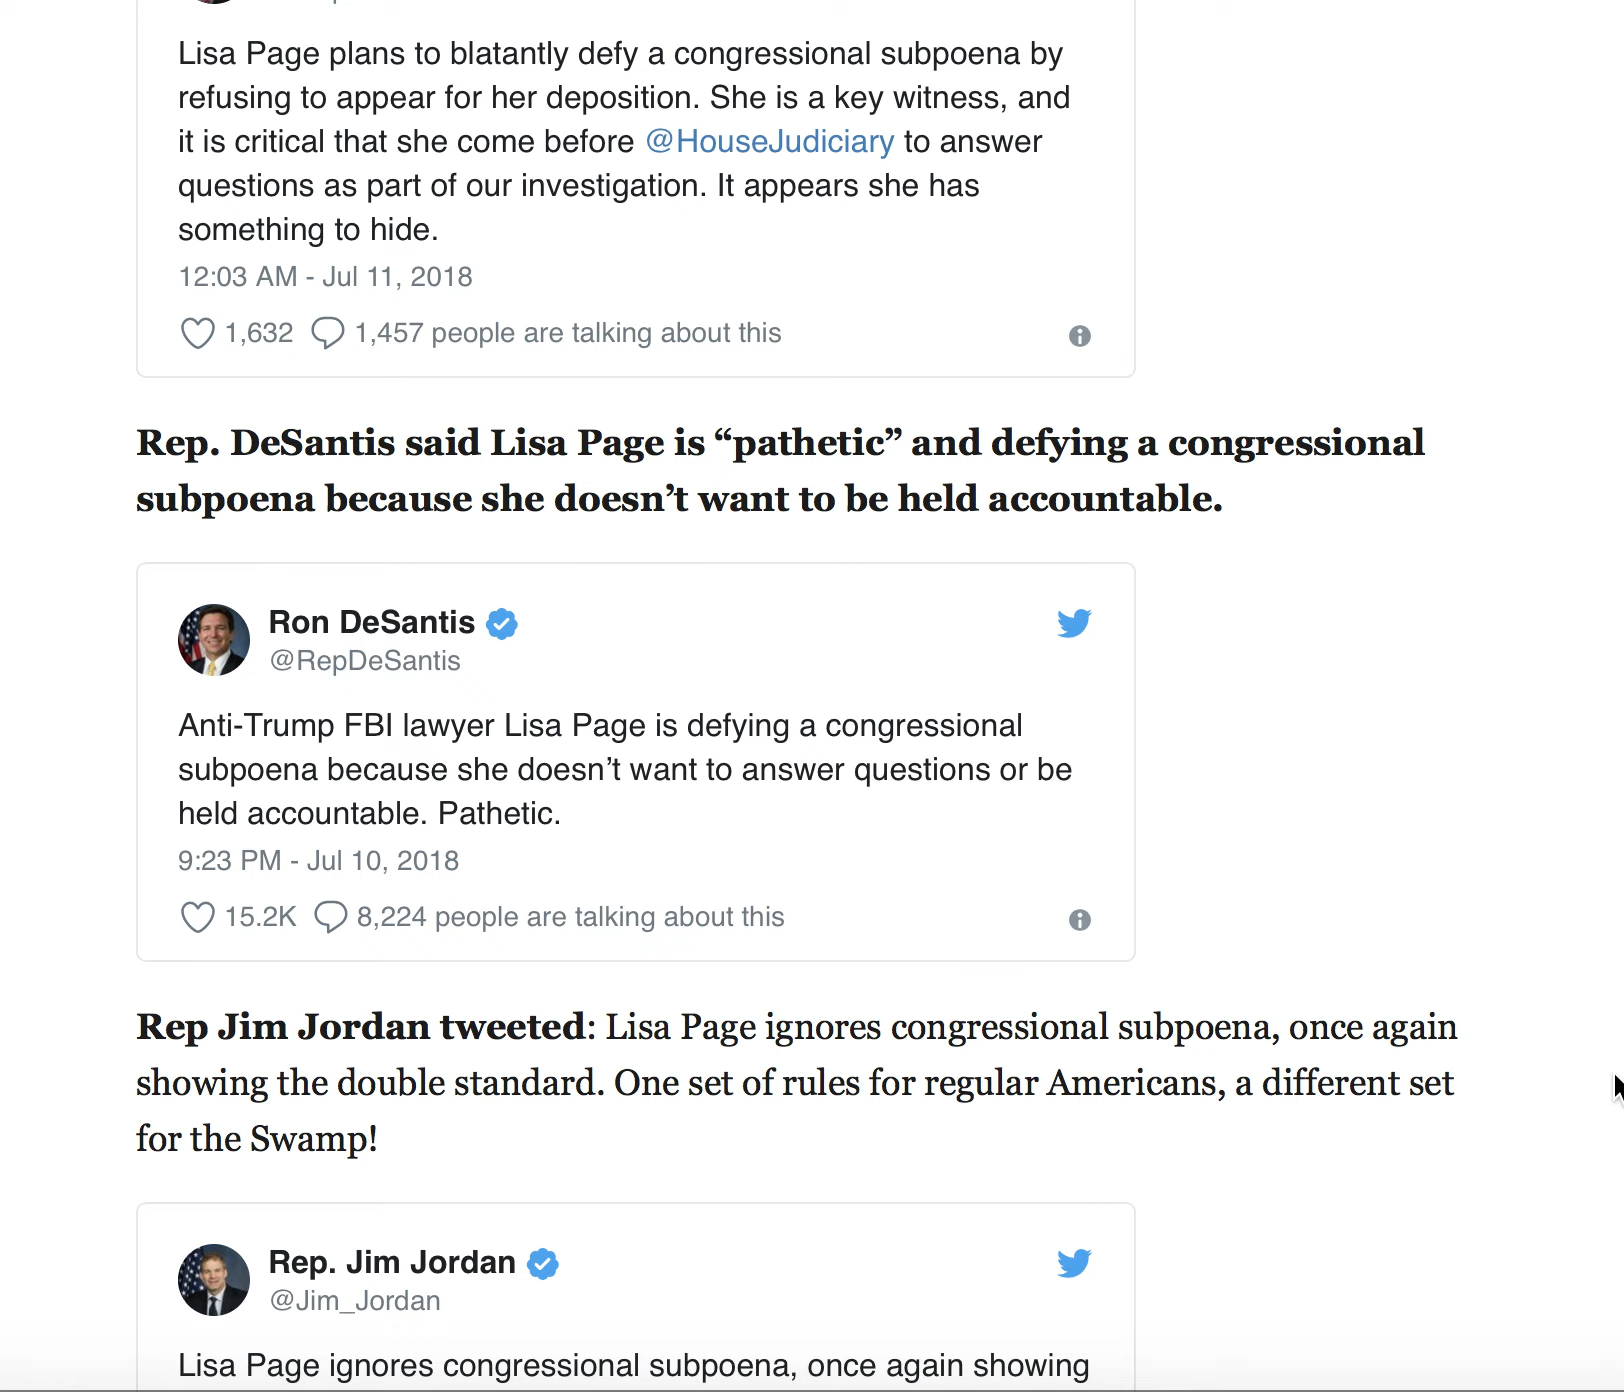 Lisa Page plans to blatantly defy a congressional subpoena by
refusing to appear for her deposition. She is a key witness, and
it is critical that she come before @HouseJudiciary to answer
questions as part of our investigation. It appears she has
something to hide.
12:03 AM - Jul 11, 2018
1,632 1,457 people are talking about this
Rep. DeSantis said Lisa Page is “pathetic” and defying a congressional
subpoena because she doesn’t want to be held accountable.
Ron DeSantis
@RepDeSantis
Anti-Trump FBI lawyer Lisa Page is defying a congressional
subpoena because she doesn’t want to answer questions or be
held accountable. Pathetic.
9:23 PM - Jul 10, 2018
15.2K 8,224 people are talking about this
Rep Jim Jordan tweeted: Lisa Page ignores congressional subpoena, once again
showing the double standard. One set of rules for regular Americans, a different set
for the Swamp!
Rep. Jim Jordan
@Jim_Jordan
Lisa Page ignores congressional subpoena, once again showing